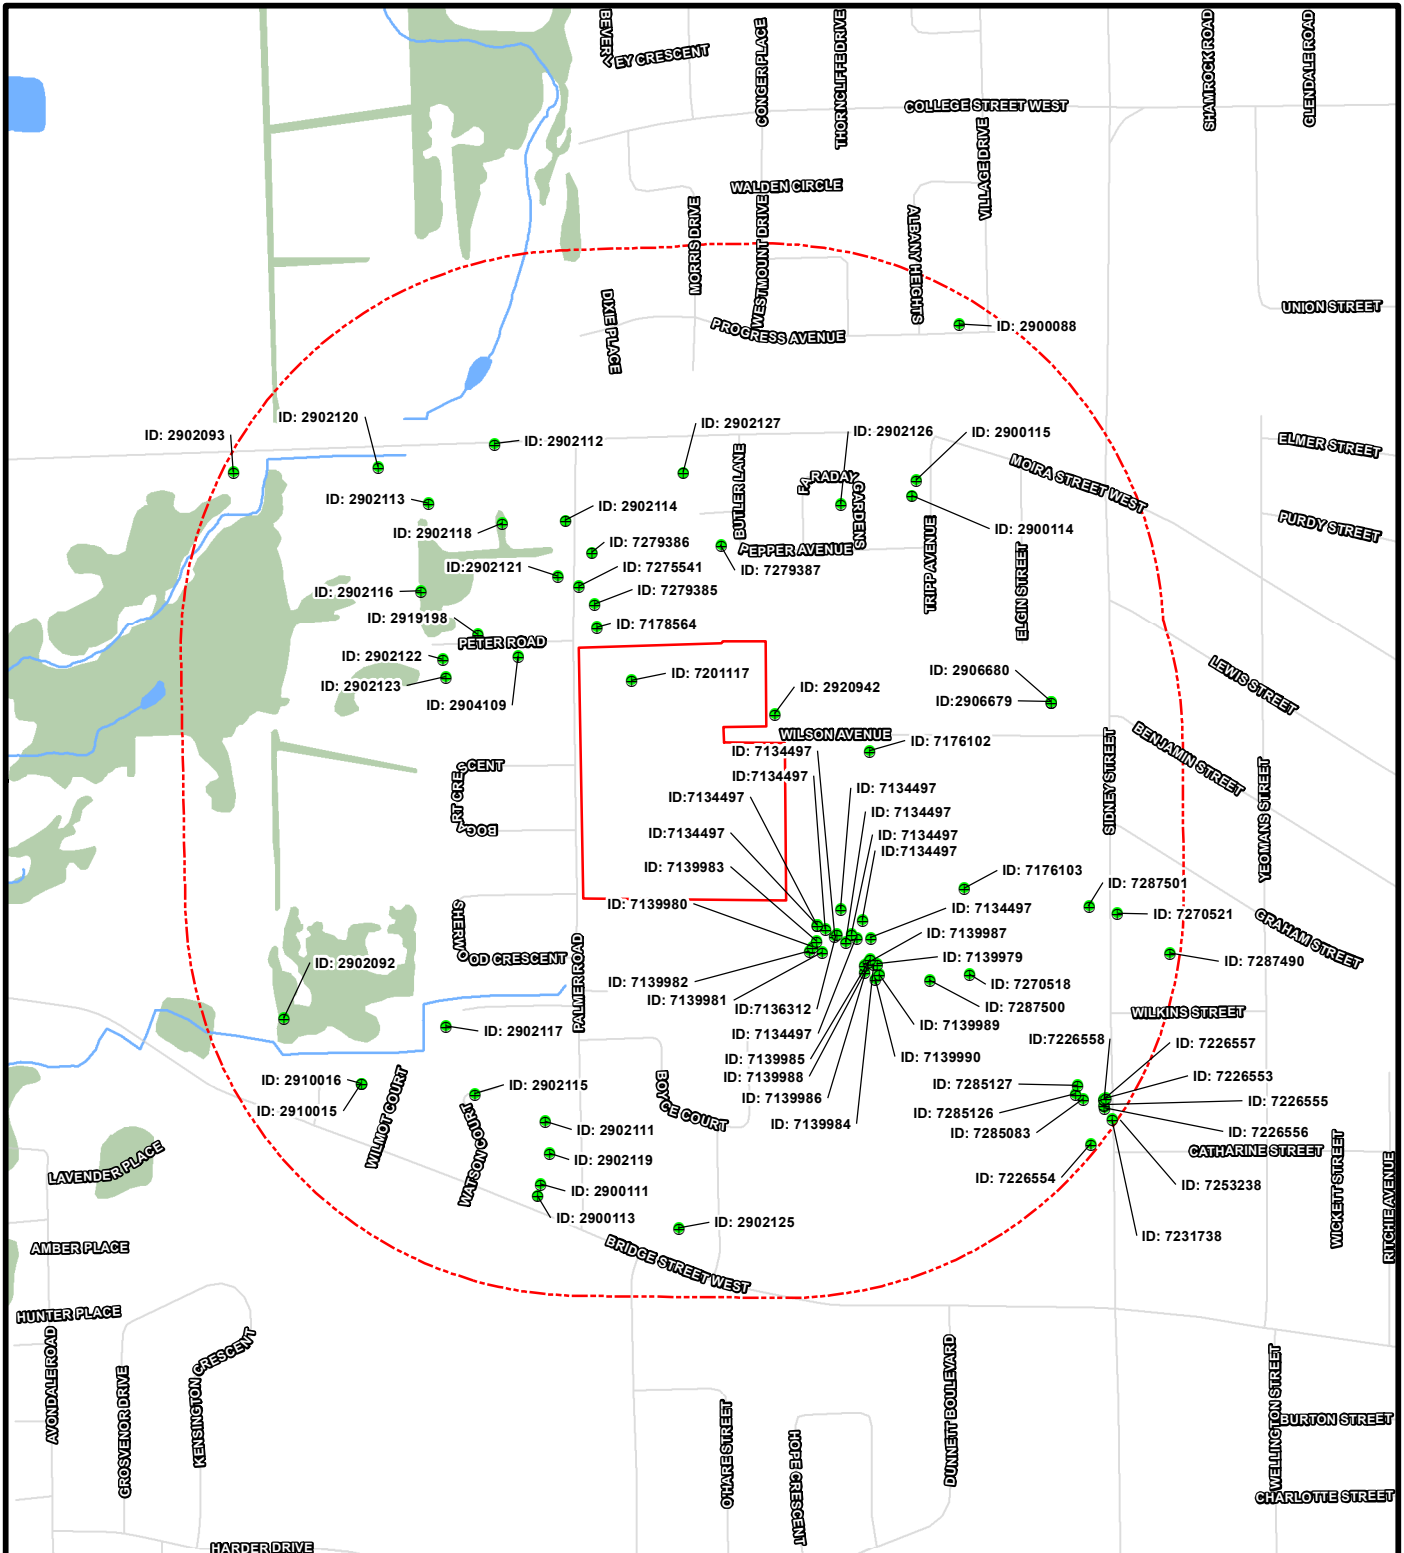 BEVER
EY CRESCENT
CONGER PLACE
THORNCLIFFE DRIVE
COLLEGE STREET WEST
SHAMROCK ROAD
GLENDALE ROAD
VILLAGE DRIVE
WALDEN CIRCLE
MORRIS DRIVE
WESTMOUNT DRIVE
ALBANY HEIGHTS
DIXIE PLACE
PROGRESS AVENUE
ID: 2900088
UNION STREET
ID: 2902120
ID: 2902093
ID: 2902112
ID: 2902127
ID: 2902126
ID: 2900115
ELMER STREET
MOIRA STREET WEST
BUTLER LANE
FARADAY
GARDENS
ID: 2902113
ID: 2902114
ID: 2902118
ID: 2900114
PURDY STREET
ID: 7279386
PEPPER AVENUE
ID:2902121
ID: 7275541
ID: 7279387
TRIPP AVENUE
ELGIN STREET
ID: 2902116
ID: 7279385
ID: 2919198
ID: 7178564
PETER ROAD
ID: 2902122
ID: 2902123
ID: 7201117
ID: 2906680
LEWIS STREET
ID: 2904109
ID: 2920942
ID:2906679
WILSON AVENUE
ID: 7176102
ID: 7134497
SIDNEY STREET
BENJAMIN STREET
YEOMANS STREET
BOGART CRESCENT
ID:7134497
ID:7134497
ID: 7134497
ID: 7134497
ID:7134497
ID: 7134497
ID:7134497
ID: 7139983
ID: 7176103
ID: 7287501
ID: 7139980
ID: 7134497
ID: 7270521
SHERWOOD CRESCENT
GRAHAM STREET
ID: 7139987
ID: 7139979
ID: 7287490
ID: 2902092
PALMER ROAD
ID: 7139982
ID: 7270518
ID: 7139981
ID:7136312
ID: 7287500
WILKINS STREET
ID: 2902117
ID: 7139989
ID: 7134497
ID:7226558
ID: 7226557
ID: 7139985
ID: 7139990
ID: 7139988
ID: 7226553
ID: 2910016
ID: 2902115
ID: 7285127
ID: 7139986
ID: 7226555
ID: 2910015
WILMOT COURT
BOYCE COURT
ID: 7285126
ID: 7139984
ID: 2902111
ID: 7285083
ID: 7226556
WATSON COURT
ID: 2902119
CATHARINE STREET
LAVENDER PLACE
ID: 7226554
ID: 7253238
WICKETT STREET
RITCHIE AVENUE
ID: 2900111
ID: 2900113
ID: 2902125
ID: 7231738
AMBER PLACE
BRIDGE STREET WEST
HUNTER PLACE
AVONDALE ROAD
GROSVENOR DRIVE
KENSINGTON CRESCENT
O'HARE STREET
HOPE CRESCENT
DUNNETT BOULEVARD
WELLINGTON STREET
BURTON STREET
CHARLOTTE STREET
HARDER DRIVE